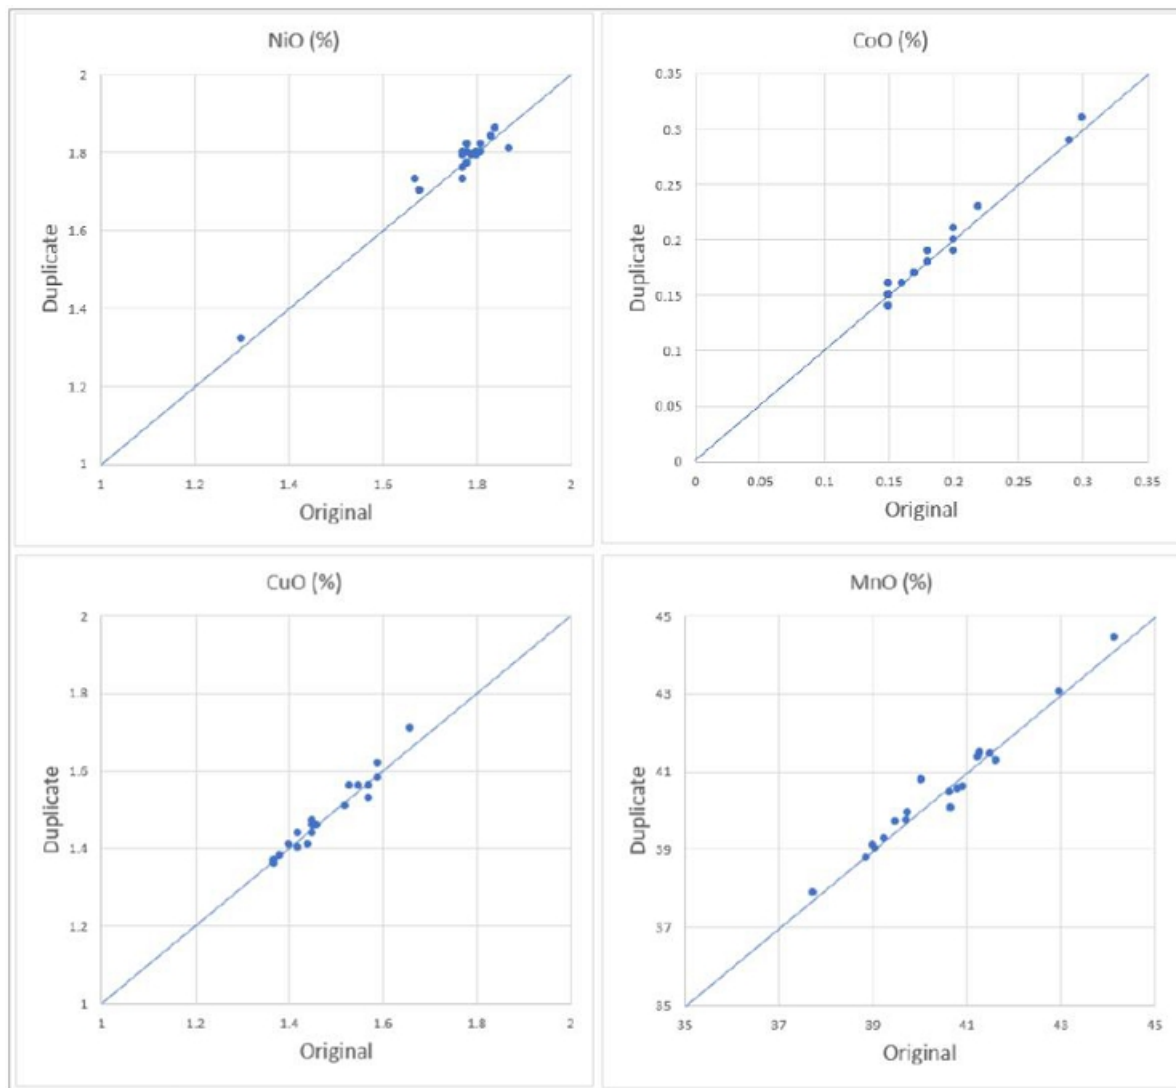 NiO (%)
2
1.8
1.6
1.4
1.2
1
Duplicate
1 1.2 1.4 1.6 1.8 2
Original
CoO (%)
0.35
0.3
0.25
0.2
0.15
0.1
0.05
0
Duplicate
0 0.05 0.1 0.15 0.2 0.25 0.3 0.35
Original
CuO (%)
2
1.8
1.6
1.4
1.2
1
Duplicate
1 1.2 1.4 1.6 1.8 2
Original
MnO (%)
45
43
41
39
37
35
Duplicate
35 37 39 41 43 45
Original